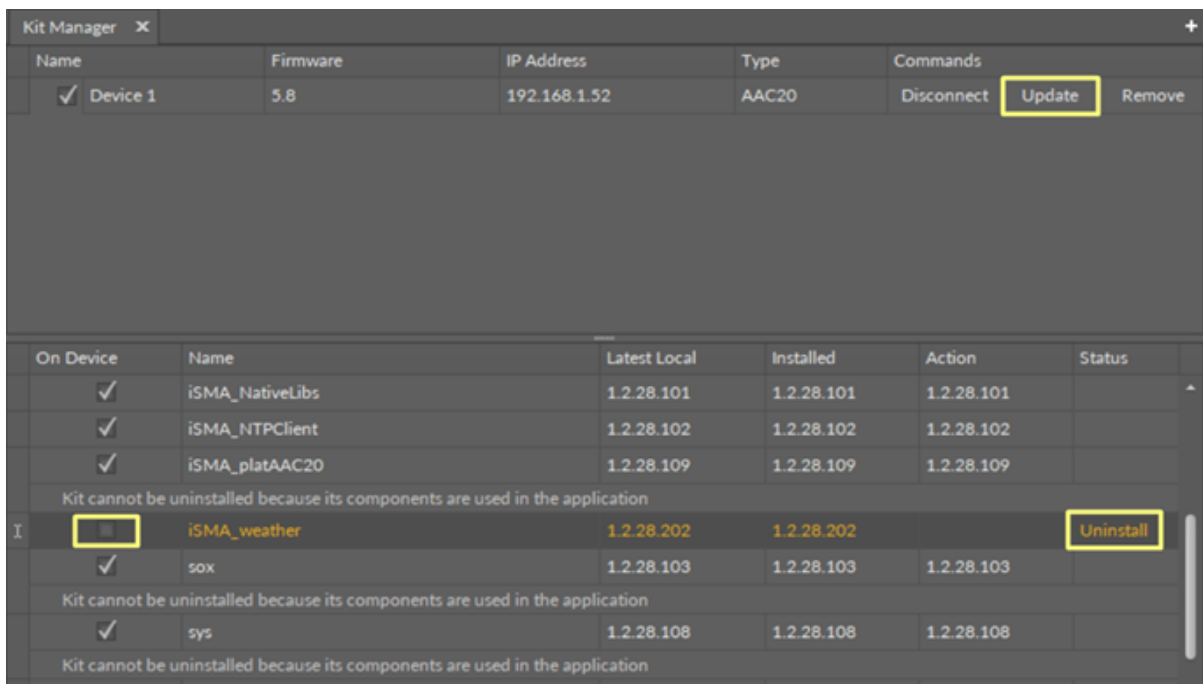 Kit Manager X +
Name Firmware IP Address Type Commands
Device 1 5.8 192.168.1.52 AAC20 Disconnect Update Remove
On Device Name Latest Local Installed Action Status
iSMA_NativeLibs 1.2.28.101 1.2.28.101 1.2.28.101
iSMA_NTPClient 1.2.28.102 1.2.28.102 1.2.28.102
iSMA_platAAC20 1.2.28.109 1.2.28.109 1.2.28.109
Kit cannot be uninstalled because its components are used in the application
iSMA_weather 1.2.28.202 1.2.28.202 Uninstall
sox 1.2.28.103 1.2.28.103 1.2.28.103
Kit cannot be uninstalled because its components are used in the application
sys 1.2.28.108 1.2.28.108 1.2.28.108
Kit cannot be uninstalled because its components are used in the application